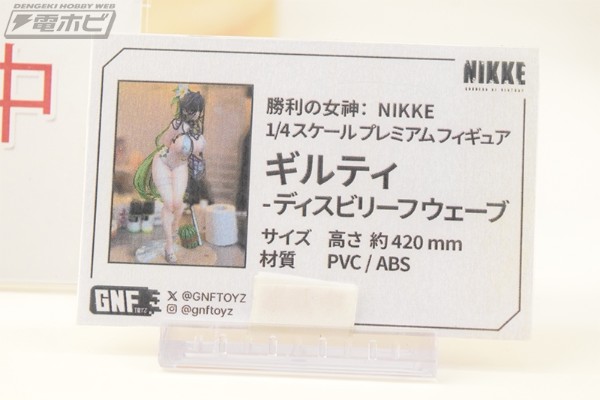 DENGEKI HOBBY WEB
電ホビ
中
NIKKE
GODDESS OF VICTORY
勝利の女神：NIKKE
1/4スケール プレミアムフィギュア
ギルティ
-ディスビリーフウェーブ
サイズ 高さ 約420 mm
材質 PVC / ABS
GNF
X @GNFTOYZ
@gnftoyz